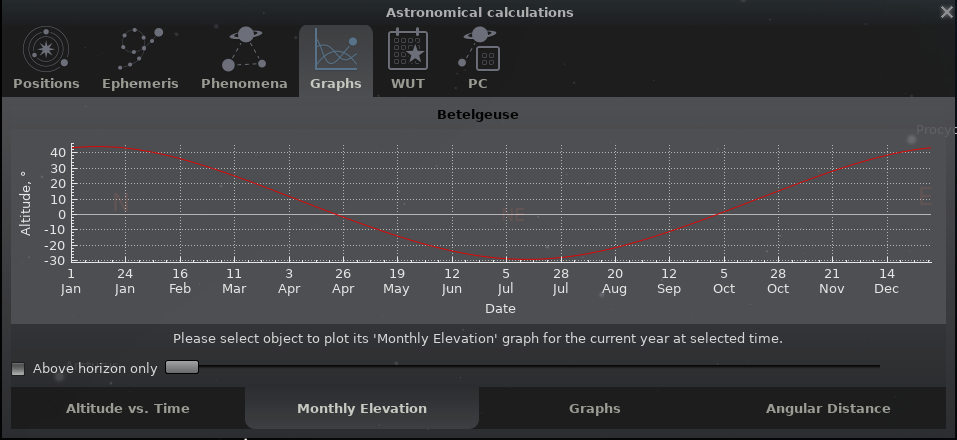 Astronomical calculations
Positions Ephemeris Phenomena Graphs WUT PC
Betelgeuse
Altitude, °
40
30
20
10
0
-10
-20
-30
N
NE
E
1 24 16 11 3 26 19 12 5 28 20 12 5 28 21 14
Jan Jan Feb Mar Apr Apr May Jun Jul Jul Aug Sep Oct Oct Nov Dec
Date
Please select object to plot its 'Monthly Elevation' graph for the current year at selected time.
Above horizon only
Altitude vs. Time Monthly Elevation Graphs Angular Distance